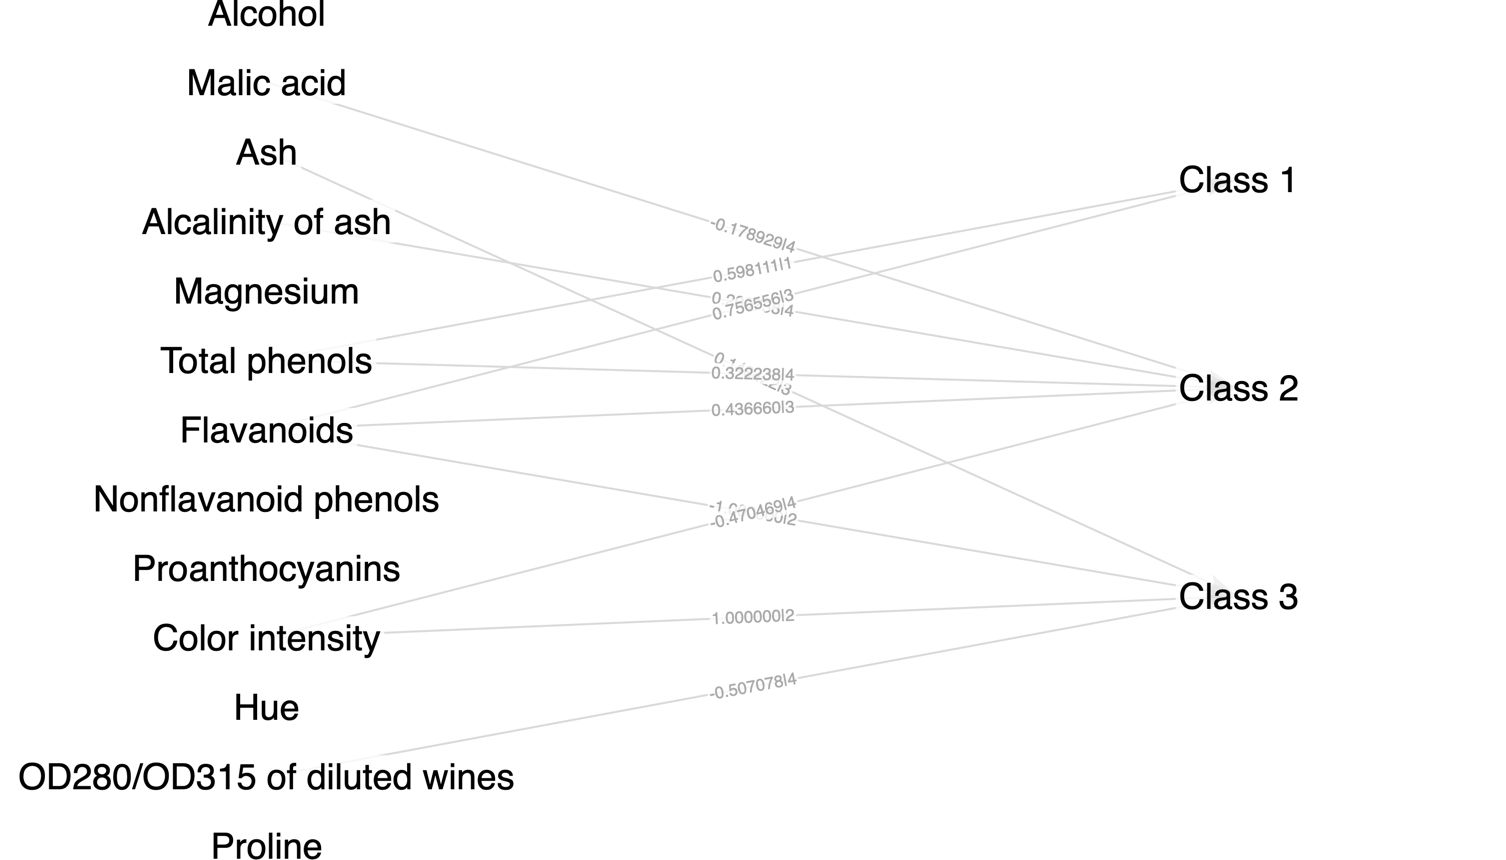 Alcohol
Malic acid
Ash
Alcalinity of ash
Magnesium
Total phenols
Flavanoids
Nonflavanoid phenols
Proanthocyanins
Color intensity
Hue
OD280/OD315 of diluted wines
Proline
-0.178929|4
0.598111|1
0.756556|3
0.322238|4
0.436660|3
-0.470469|4
1.000000|2
-0.507078|4
Class 1
Class 2
Class 3